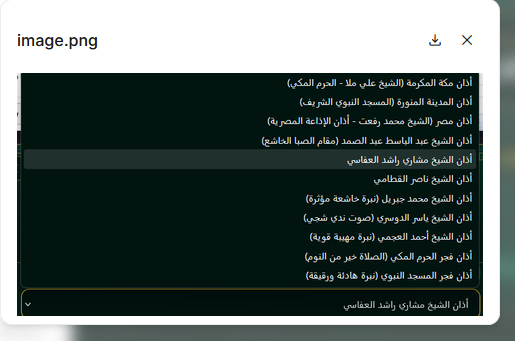 image.png
أذان مكة المكرمة (الشيخ علي ملا - الحرم المكي)
أذان المدينة المنورة (المسجد النبوي الشريف)
أذان مصر (الشيخ محمد رفعت - أذان الإذاعة المصرية)
أذان الشيخ عبد الباسط عبد الصمد (مقام الصبا الخاشع)
أذان الشيخ مشاري راشد العفاسي
أذان الشيخ ناصر القطامي
أذان الشيخ محمد جبريل (نبرة خاشعة مؤثرة)
أذان الشيخ ياسر الدوسري (صوت ندي شجي)
أذان الشيخ أحمد العجمي (نبرة مهيبة قوية)
أذان فجر الحرم المكي (الصلاة خير من النوم)
أذان فجر المسجد النبوي (نبرة هادئة ورقيقة)
أذان الشيخ مشاري راشد العفاسي